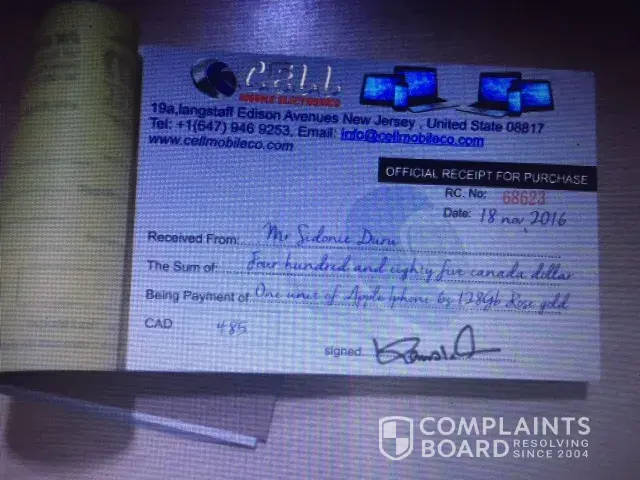 CELL
MOBILE ELECTRONICS
19a,langstaff Edison Avenues New Jersey , United State 08817
Tel: +1(647) 946 9253, Email: info@cellmobileco.com
www.cellmobileco.com
OFFICIAL RECEIPT FOR PURCHASE
RC. No: 68623
Date: 18 nov, 2016
Received From: Mr Sidonie Duru
The Sum of: Four hundred and eighty five canada dollar
Being Payment of: One unit of Apple Iphone 6s 128Gb Rose gold
CAD 485
signed
COMPLAINTS
BOARD RESOLVING
SINCE 2004